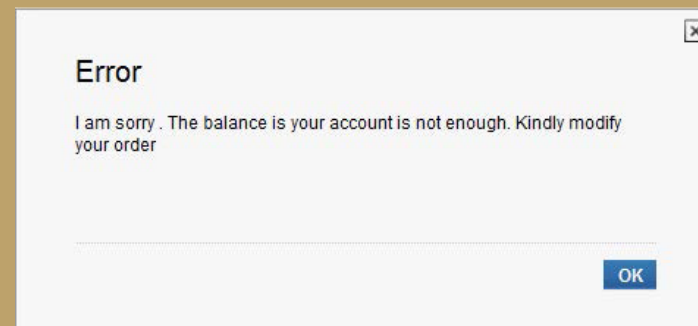 Error
I am sorry . The balance is your account is not enough. Kindly modify
your order
OK